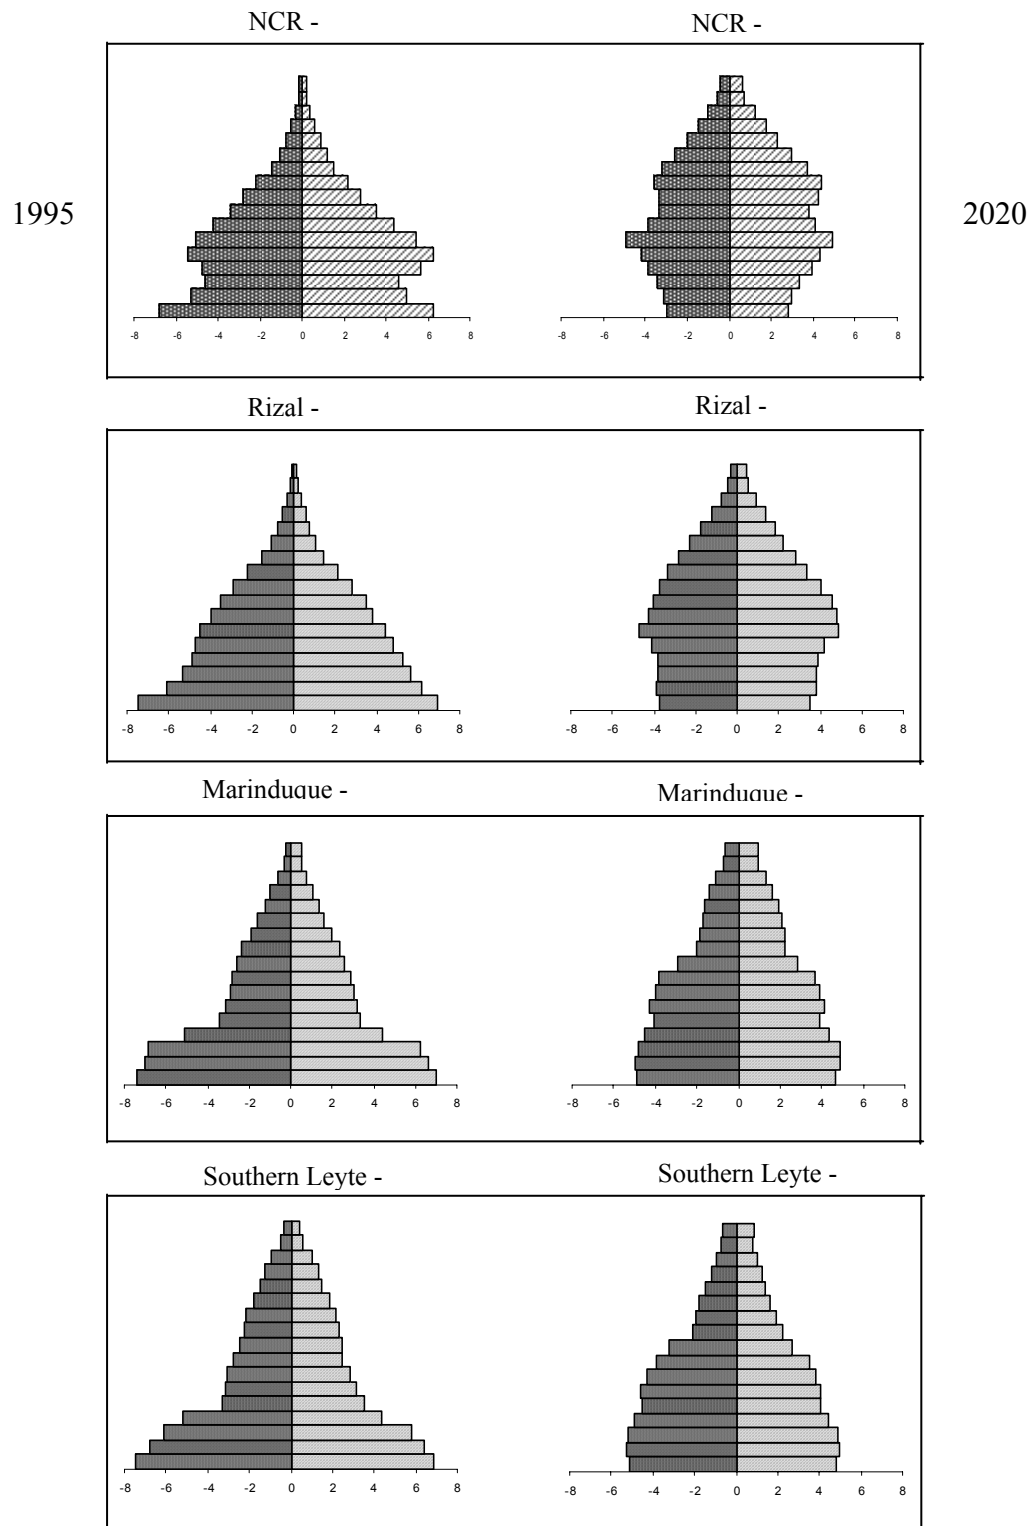 NCR - NCR -
1995 2020
-8 -6 -4 -2 0 2 4 6 8 -8 -6 -4 -2 0 2 4 6 8
Rizal - Rizal -
-8 -6 -4 -2 0 2 4 6 8 -8 -6 -4 -2 0 2 4 6 8
Marinduque - Marinduque -
-8 -6 -4 -2 0 2 4 6 8 -8 -6 -4 -2 0 2 4 6 8
Southern Leyte - Southern Leyte -
-8 -6 -4 -2 0 2 4 6 8 -8 -6 -4 -2 0 2 4 6 8